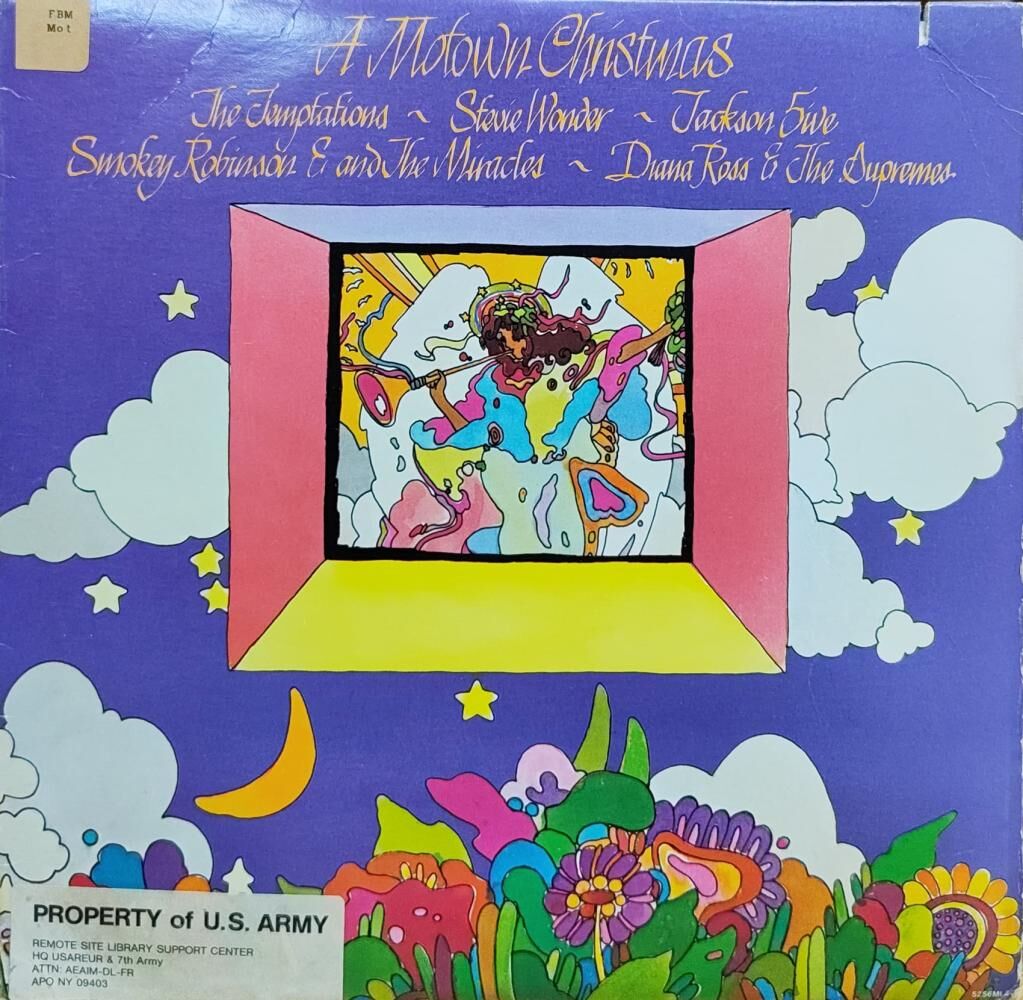 FBM
Mot
A Motown Christmas
The Temptations ~ Stevie Wonder ~ Jackson 5ive
Smokey Robinson & and The Miracles ~ Diana Ross & The Supremes
PROPERTY of U.S. ARMY
REMOTE SITE LIBRARY SUPPORT CENTER
HQ USAREUR & 7th Army
ATTN: AEAIM-DL-FR
APO NY 09403